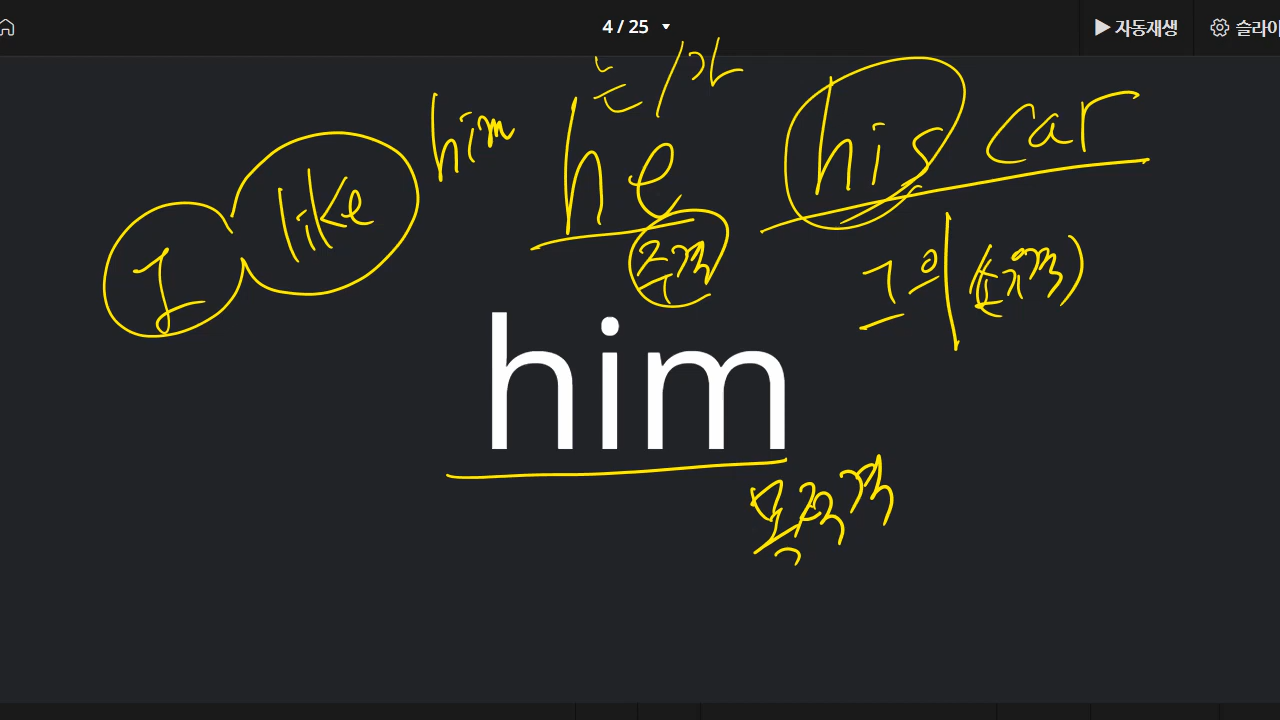 4 / 25
▶ 자동재생
슬라이
는/가
I like him
he
his car
주격
그의
(소유격)
him
목적격